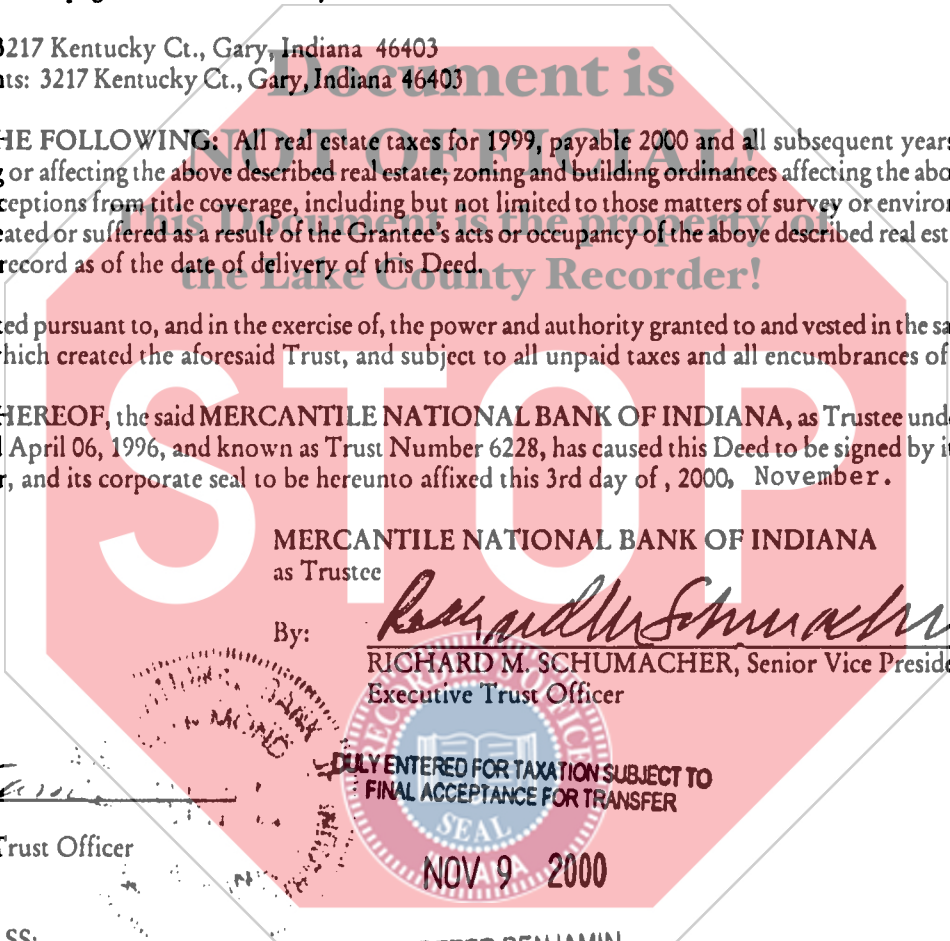 3217 Kentucky Ct., Gary, Indiana 46403
nts: 3217 Kentucky Ct., Gary, Indiana 46403
Document is
HE FOLLOWING: All real estate taxes for 1999, payable 2000 and all subsequent years
NOT OFFICIAL!
g or affecting the above described real estate; zoning and building ordinances affecting the abo
ceptions from title coverage, including but not limited to those matters of survey or environ
This Document is the property of
eated or suffered as a result of the Grantee's acts or occupancy of the above described real est
record as of the date of delivery of this Deed.
the Lake County Recorder!
ed pursuant to, and in the exercise of, the power and authority granted to and vested in the sa
hich created the aforesaid Trust, and subject to all unpaid taxes and all encumbrances of
STOP
HEREOF, the said MERCANTILE NATIONAL BANK OF INDIANA, as Trustee unde
April 06, 1996, and known as Trust Number 6228, has caused this Deed to be signed by it
r, and its corporate seal to be hereunto affixed this 3rd day of , 2000, November.
MERCANTILE NATIONAL BANK OF INDIANA
as Trustee
By: Richard M Schumacher
RICHARD M. SCHUMACHER, Senior Vice Preside
Executive Trust Officer
DULY ENTERED FOR TAXATION SUBJECT TO
FINAL ACCEPTANCE FOR TRANSFER
SEAL
Trust Officer
NOV 9 2000
SS:
BENJAMIN